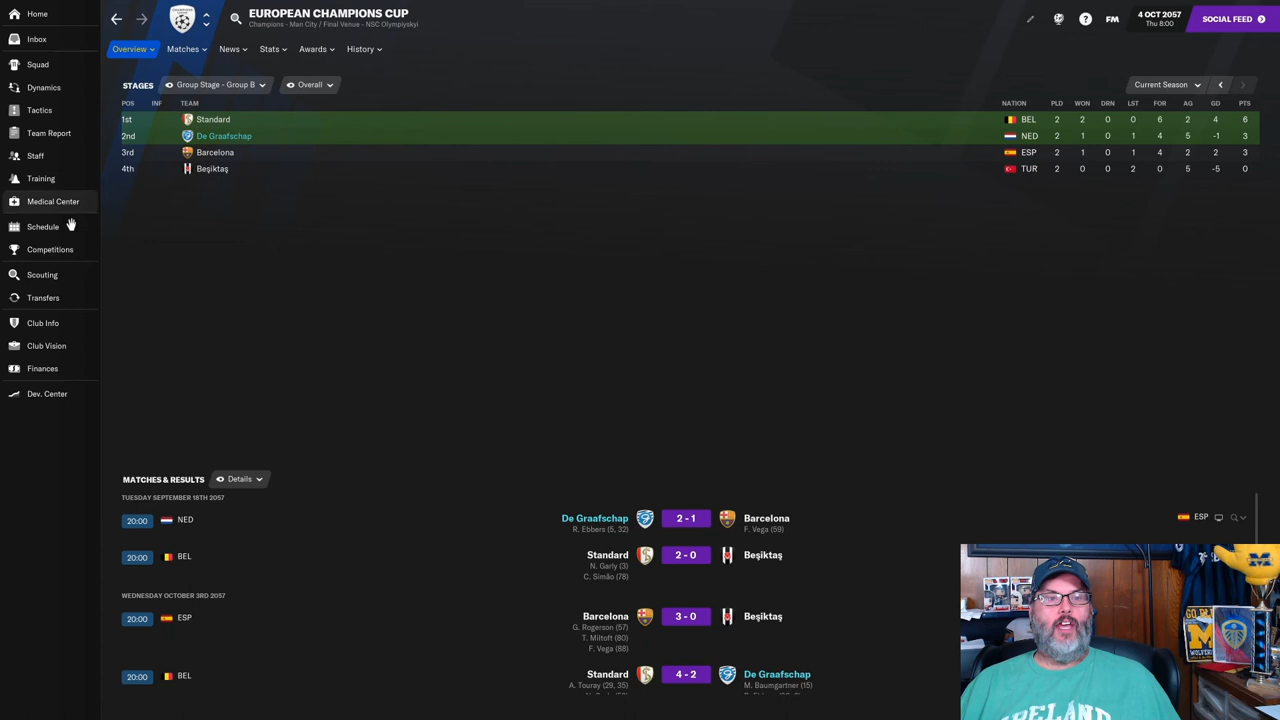 Home
Inbox
Squad
Dynamics
Tactics
Team Report
Staff
Training
Medical Center
Schedule
Competitions
Scouting
Transfers
Club Info
Club Vision
Finances
Dev. Center
EUROPEAN CHAMPIONS CUP
Champions - Man City / Final Venue - NSC Olympiyskyi
FM
4 OCT 2057
Thu 8:00
SOCIAL FEED
Overview
Matches
News
Stats
Awards
History
STAGES
Group Stage - Group B
Overall
Current Season
POS INF TEAM NATION PLD WON DRN LST FOR AG GD PTS
1st Standard BEL 2 2 0 0 6 2 4 6
2nd De Graafschap NED 2 1 0 1 4 5 -1 3
3rd Barcelona ESP 2 1 0 1 4 2 2 3
4th Beşiktaş TUR 2 0 0 2 0 5 -5 0
MATCHES & RESULTS
Details
TUESDAY SEPTEMBER 18TH 2057
20:00 NED De Graafschap 2 - 1 Barcelona ESP
R. Ebbers (5, 32) F. Vega (59)
20:00 BEL Standard 2 - 0 Beşiktaş
N. Garly (3)
C. Simão (78)
WEDNESDAY OCTOBER 3RD 2057
20:00 ESP Barcelona 3 - 0 Beşiktaş
G. Rogerson (57)
T. Miltoft (80)
F. Vega (88)
20:00 BEL Standard 4 - 2 De Graafschap
A. Touray (29, 35) M. Baumgartner (15)
GO BLUE
M
WOLVERINES
IRELAND